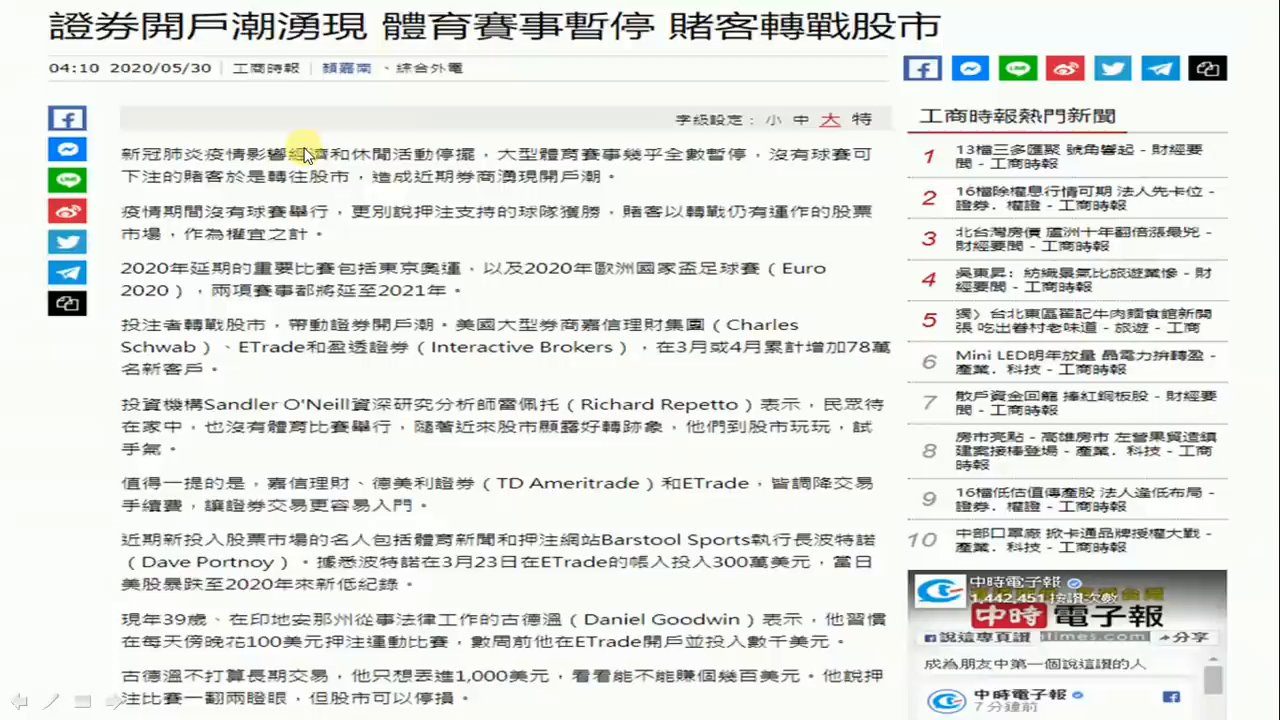 證券開戶潮湧現 體育賽事暫停 賭客轉戰股市
04:10 2020/05/30 | 工商時報 | 顏嘉南 、綜合外電
字級設定： 小 中 大 特
新冠肺炎疫情影響經濟和休閒活動停擺，大型體育賽事幾乎全數暫停，沒有球賽可
下注的賭客於是轉往股市，造成近期券商湧現開戶潮。
疫情期間沒有球賽舉行，更別說押注支持的球隊獲勝，賭客以轉戰仍有運作的股票
市場，作為權宜之計。
2020年延期的重要比賽包括東京奧運，以及2020年歐洲國家盃足球賽（Euro
2020），兩項賽事都將延至2021年。
投注者轉戰股市，帶動證券開戶潮。美國大型券商嘉信理財集團（Charles
Schwab）、ETrade和盈透證券（Interactive Brokers），在3月或4月累計增加78萬
名新客戶。
投資機構Sandler O'Neill資深研究分析師雷佩托（Richard Repetto）表示，民眾待
在家中，也沒有體育比賽舉行，隨著近來股市顯露好轉跡象，他們到股市玩玩，試
手氣。
值得一提的是，嘉信理財、德美利證券（TD Ameritrade）和ETrade，皆調降交易
手續費，讓證券交易更容易入門。
近期新投入股票市場的名人包括體育新聞和押注網站Barstool Sports執行長波特諾
（Dave Portnoy）。據悉波特諾在3月23日在ETrade的帳入投入300萬美元，當日
美股暴跌至2020年來新低紀錄。
現年39歲、在印地安那州從事法律工作的古德溫（Daniel Goodwin）表示，他習慣
在每天傍晚花100美元押注運動比賽，數周前他在ETrade開戶並投入數千美元。
古德溫不打算長期交易，他只想丟進1,000美元，看看能不能賺個幾百美元。他說押
注比賽一翻兩瞪眼，但股市可以停損。
工商時報熱門新聞
1 13檔三多匯聚 號角響起 - 財經要
聞 - 工商時報
2 16檔除權息行情可期 法人先卡位 -
證券．權證 - 工商時報
3 北台灣房價 蘆洲十年翻倍漲最兇 -
財經要聞 - 工商時報
4 吳東昇：紡織景氣比旅遊業慘 - 財
經要聞 - 工商時報
5 獨〉台北東區翟記牛肉麵食館新開
張 吃出眷村老味道 - 旅遊 - 工商
6 Mini LED明年放量 晶電力拚轉盈 -
產業．科技 - 工商時報
7 散戶資金回籠 捧紅銅板股 - 財經要
聞 - 工商時報
8 房市亮點 - 高雄房市 左營果貿造鎮
建案接棒登場 - 產業．科技 - 工商
時報
9 16檔低估值傳產股 法人逢低布局 -
證券．權證 - 工商時報
10 中部口罩廠 掀卡通品牌授權大戰 -
產業．科技 - 工商時報
中時電子報
1,442,451 按讚次數
中時 電子報
說這專頁讚
分享
成為朋友中第一個說這讚的人
中時電子報
7 分鐘前